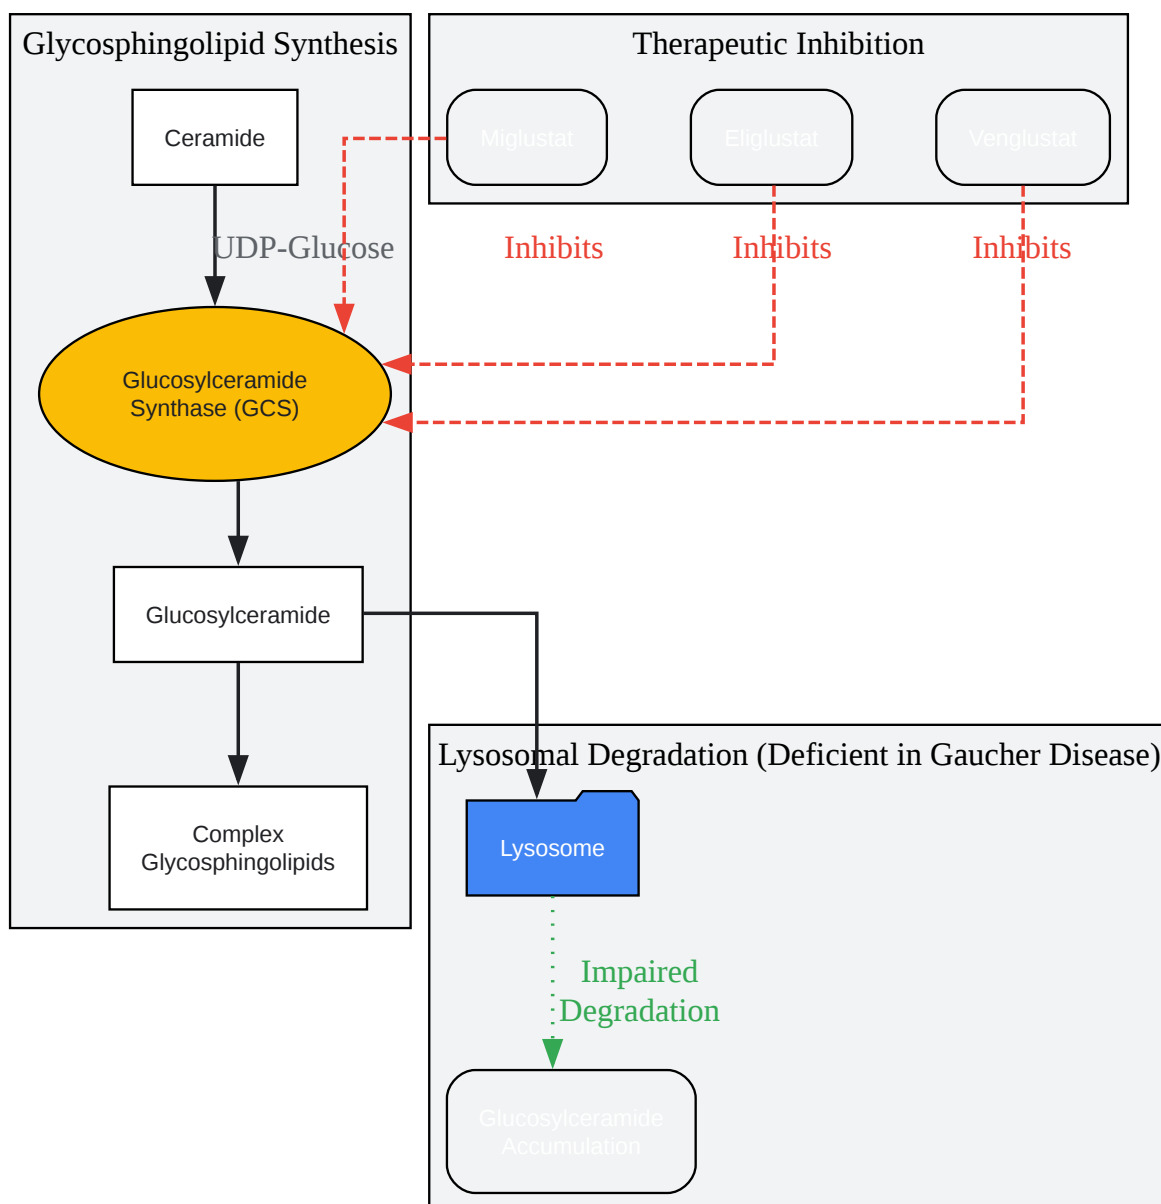 Glycosphingolipid Synthesis
Therapeutic Inhibition
Ceramide
Miglustat
Eliglustat
Venglustat
UDP-Glucose
Inhibits
Inhibits
Inhibits
Glucosylceramide
Synthase (GCS)
Glucosylceramide
Complex
Glycosphingolipids
Lysosomal Degradation (Deficient in Gaucher Disease)
Lysosome
Impaired
Degradation
Glucosylceramide
Accumulation